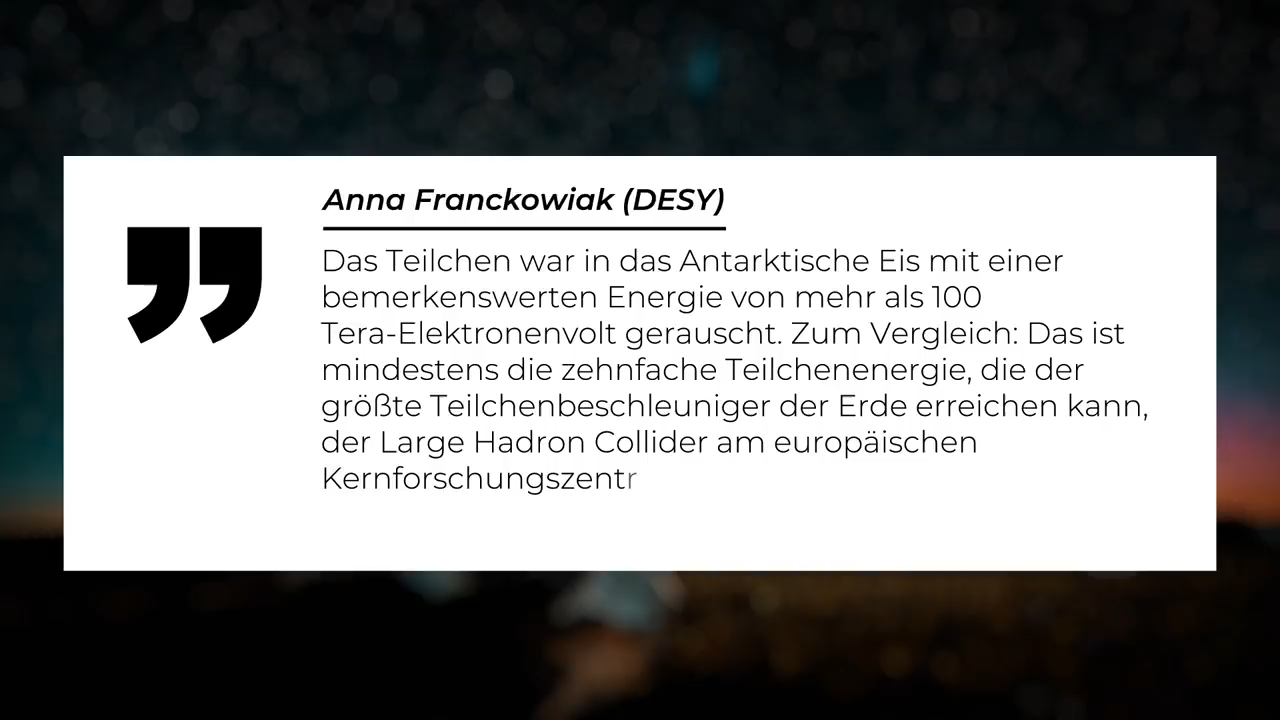 Anna Franckowiak (DESY)
Das Teilchen war in das Antarktische Eis mit einer
bemerkenswerten Energie von mehr als 100
Tera-Elektronenvolt gerauscht. Zum Vergleich: Das ist
mindestens die zehnfache Teilchenenergie, die der
größte Teilchenbeschleuniger der Erde erreichen kann,
der Large Hadron Collider am europäischen
Kernforschungszentr